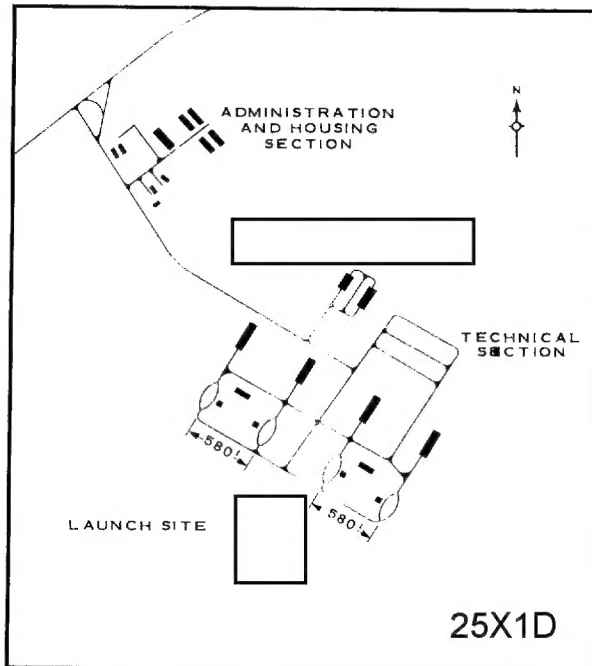 N
ADMINISTRATION
AND HOUSING
SECTION
TECHNICAL
SECTION
580'
580'
LAUNCH SITE
25X1D